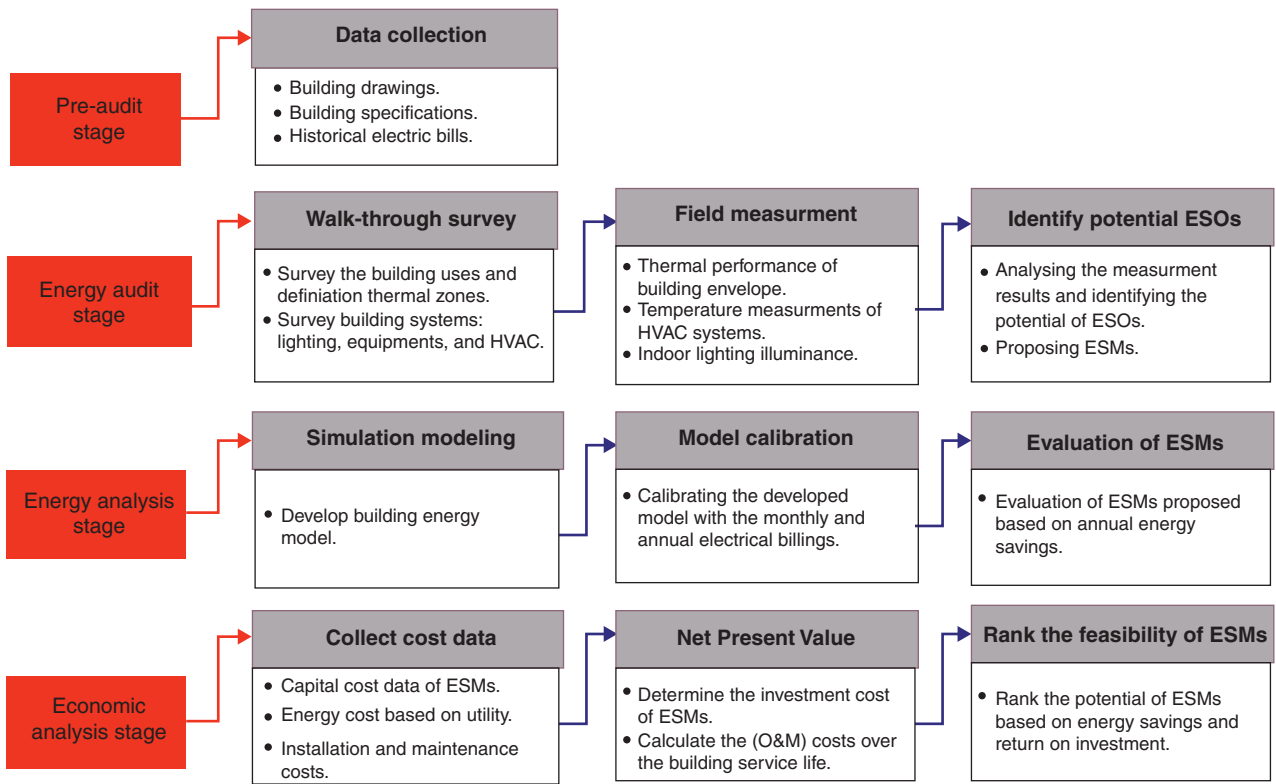 Pre-audit
stage
Data collection
• Building drawings.
• Building specifications.
• Historical electric bills.
Energy audit
stage
Walk-through survey
• Survey the building uses and
definiation thermal zones.
• Survey building systems:
lighting, equipments, and HVAC.
Field measurment
• Thermal performance of
building envelope.
• Temperature measurments of
HVAC systems.
• Indoor lighting illuminance.
Identify potential ESOs
• Analysing the measurment
results and identifying the
potential of ESOs.
• Proposing ESMs.
Energy analysis
stage
Simulation modeling
• Develop building energy
model.
Model calibration
• Calibrating the developed
model with the monthly and
annual electrical billings.
Evaluation of ESMs
• Evaluation of ESMs proposed
based on annual energy
savings.
Economic
analysis stage
Collect cost data
• Capital cost data of ESMs.
• Energy cost based on utility.
• Installation and maintenance
costs.
Net Present Value
• Determine the investment cost
of ESMs.
• Calculate the (O&M) costs over
the building service life.
Rank the feasibility of ESMs
• Rank the potential of ESMs
based on energy savings and
return on investment.